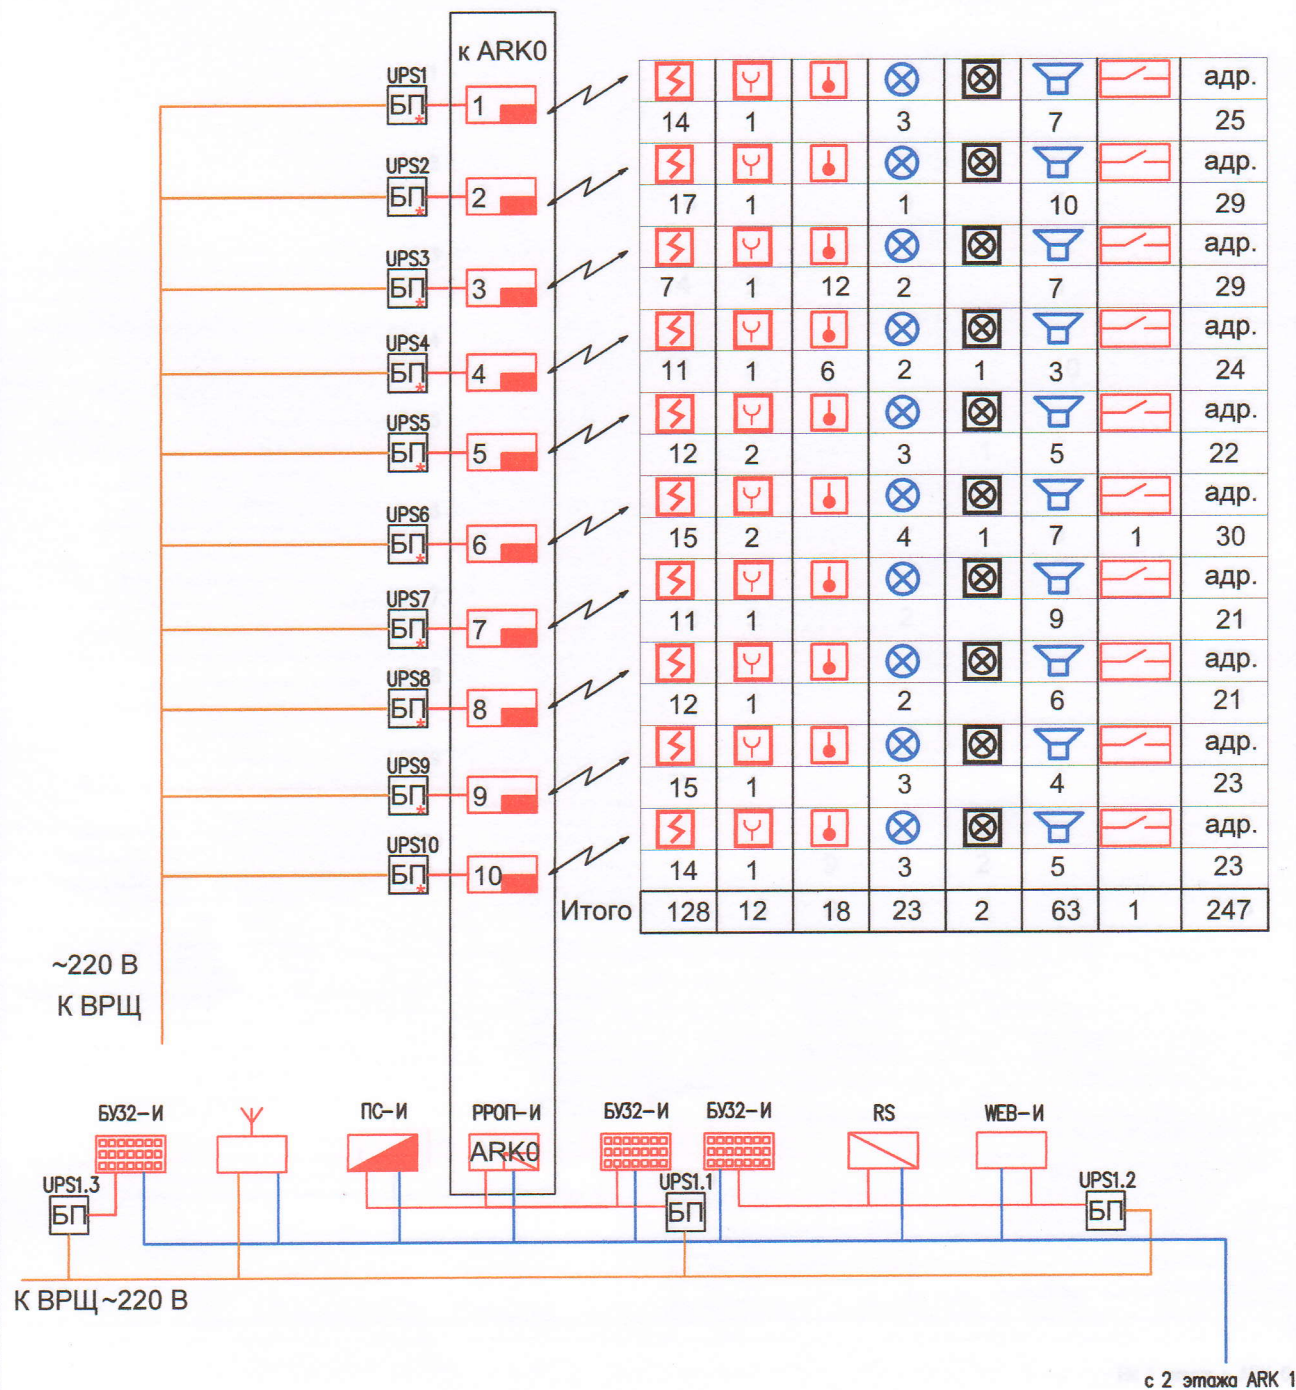 к ARK0
UPS1
БП*
1
адр.
14 1 3 7 25
UPS2
БП*
2
адр.
17 1 1 10 29
UPS3
БП*
3
адр.
7 1 12 2 7 29
UPS4
БП*
4
адр.
11 1 6 2 1 3 24
UPS5
БП*
5
адр.
12 2 3 5 22
UPS6
БП*
6
адр.
15 2 4 1 7 1 30
UPS7
БП*
7
адр.
11 1 9 21
UPS8
БП*
8
адр.
12 1 2 6 21
UPS9
БП*
9
адр.
15 1 3 4 23
UPS10
БП*
10
адр.
14 1 3 5 23
Итого 128 12 18 23 2 63 1 247
~220 В
К ВРЩ
БУ32-И ПС-И РРОП-И БУ32-И БУ32-И RS WEB-И
ARK0
UPS1.3 UPS1.1 UPS1.2
БП БП БП
К ВРЩ~220 В
с 2 этажа ARK 1